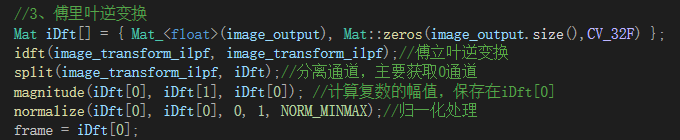 //3、傅里叶逆变换
Mat iDft[] = { Mat_<float>(image_output), Mat::zeros(image_output.size(),CV_32F) };
idft(image_transform_ilpf, image_transform_ilpf);//傅立叶逆变换
split(image_transform_ilpf, iDft);//分离通道，主要获取0通道
magnitude(iDft[0], iDft[1], iDft[0]); //计算复数的幅值，保存在iDft[0]
normalize(iDft[0], iDft[0], 0, 1, NORM_MINMAX);//归一化处理
frame = iDft[0];